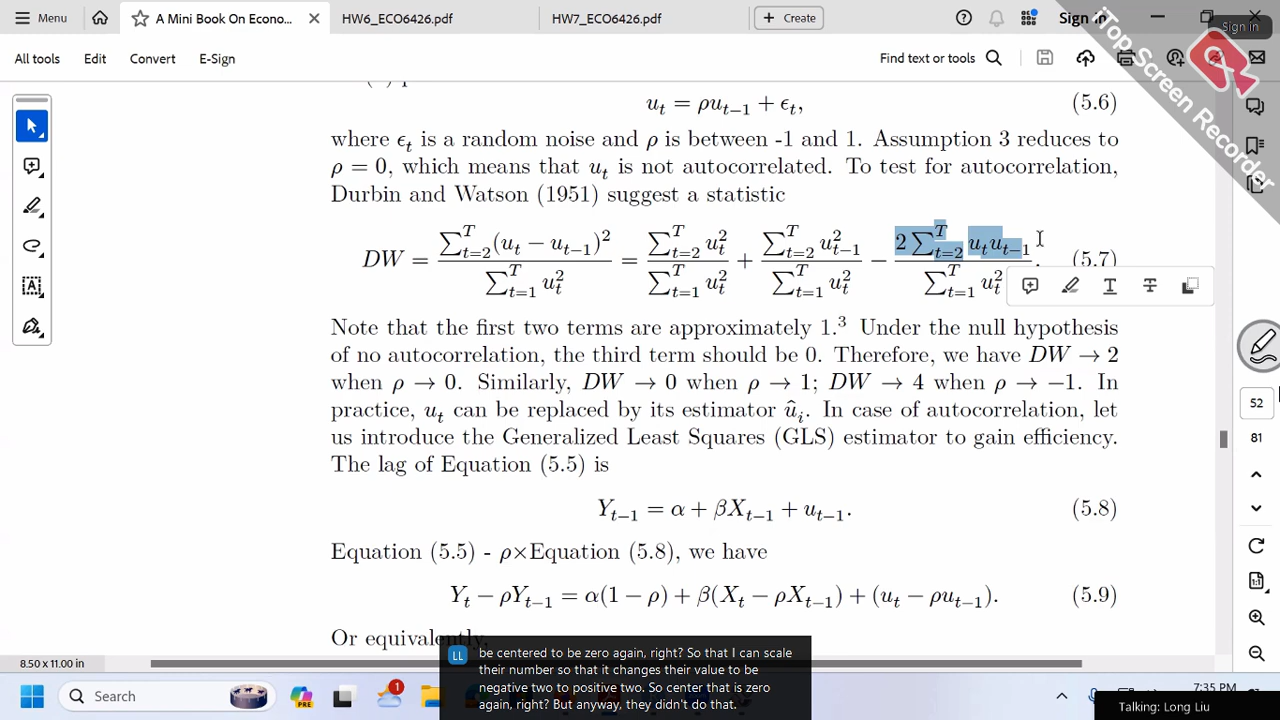 Menu
A Mini Book On Econo...
HW6_ECO6426.pdf
HW7_ECO6426.pdf
Create
Sign in
Sign in
All tools Edit Convert E-Sign
Find text or tools
iTop Screen Recorder
u_t = ρu_{t−1} + ϵ_t, (5.6)
where ϵ_t is a random noise and ρ is between -1 and 1. Assumption 3 reduces to
ρ = 0, which means that u_t is not autocorrelated. To test for autocorrelation,
Durbin and Watson (1951) suggest a statistic
DW = \frac{∑_{t=2}^T (u_t − u_{t−1})^2}{∑_{t=1}^T u_t^2} = \frac{∑_{t=2}^T u_t^2}{∑_{t=1}^T u_t^2} + \frac{∑_{t=2}^T u_{t−1}^2}{∑_{t=1}^T u_t^2} − \frac{2∑_{t=2}^T u_t u_{t−1}}{∑_{t=1}^T u_t^2}. (5.7)
Note that the first two terms are approximately 1.³ Under the null hypothesis
of no autocorrelation, the third term should be 0. Therefore, we have DW → 2
when ρ → 0. Similarly, DW → 0 when ρ → 1; DW → 4 when ρ → −1. In
practice, u_t can be replaced by its estimator û_i. In case of autocorrelation, let
us introduce the Generalized Least Squares (GLS) estimator to gain efficiency.
The lag of Equation (5.5) is
Y_{t−1} = α + βX_{t−1} + u_{t−1}. (5.8)
Equation (5.5) - ρ×Equation (5.8), we have
Y_t − ρY_{t−1} = α(1 − ρ) + β(X_t − ρX_{t−1}) + (u_t − ρu_{t−1}). (5.9)
Or equivalently,
52
81
8.50 x 11.00 in
LL
be centered to be zero again, right? So that I can scale
their number so that it changes their value to be
negative two to positive two. So center that is zero
again, right? But anyway, they didn't do that.
Search
PRE
1
7:35 PM
Talking: Long Liu